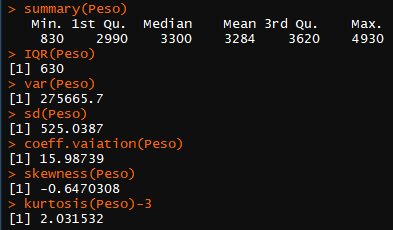 > summary(Peso)
   Min. 1st Qu.  Median    Mean 3rd Qu.    Max.
    830    2990    3300    3284    3620    4930
> IQR(Peso)
[1] 630
> var(Peso)
[1] 275665.7
> sd(Peso)
[1] 525.0387
> coeff.vaiation(Peso)
[1] 15.98739
> skewness(Peso)
[1] -0.6470308
> kurtosis(Peso)-3
[1] 2.031532